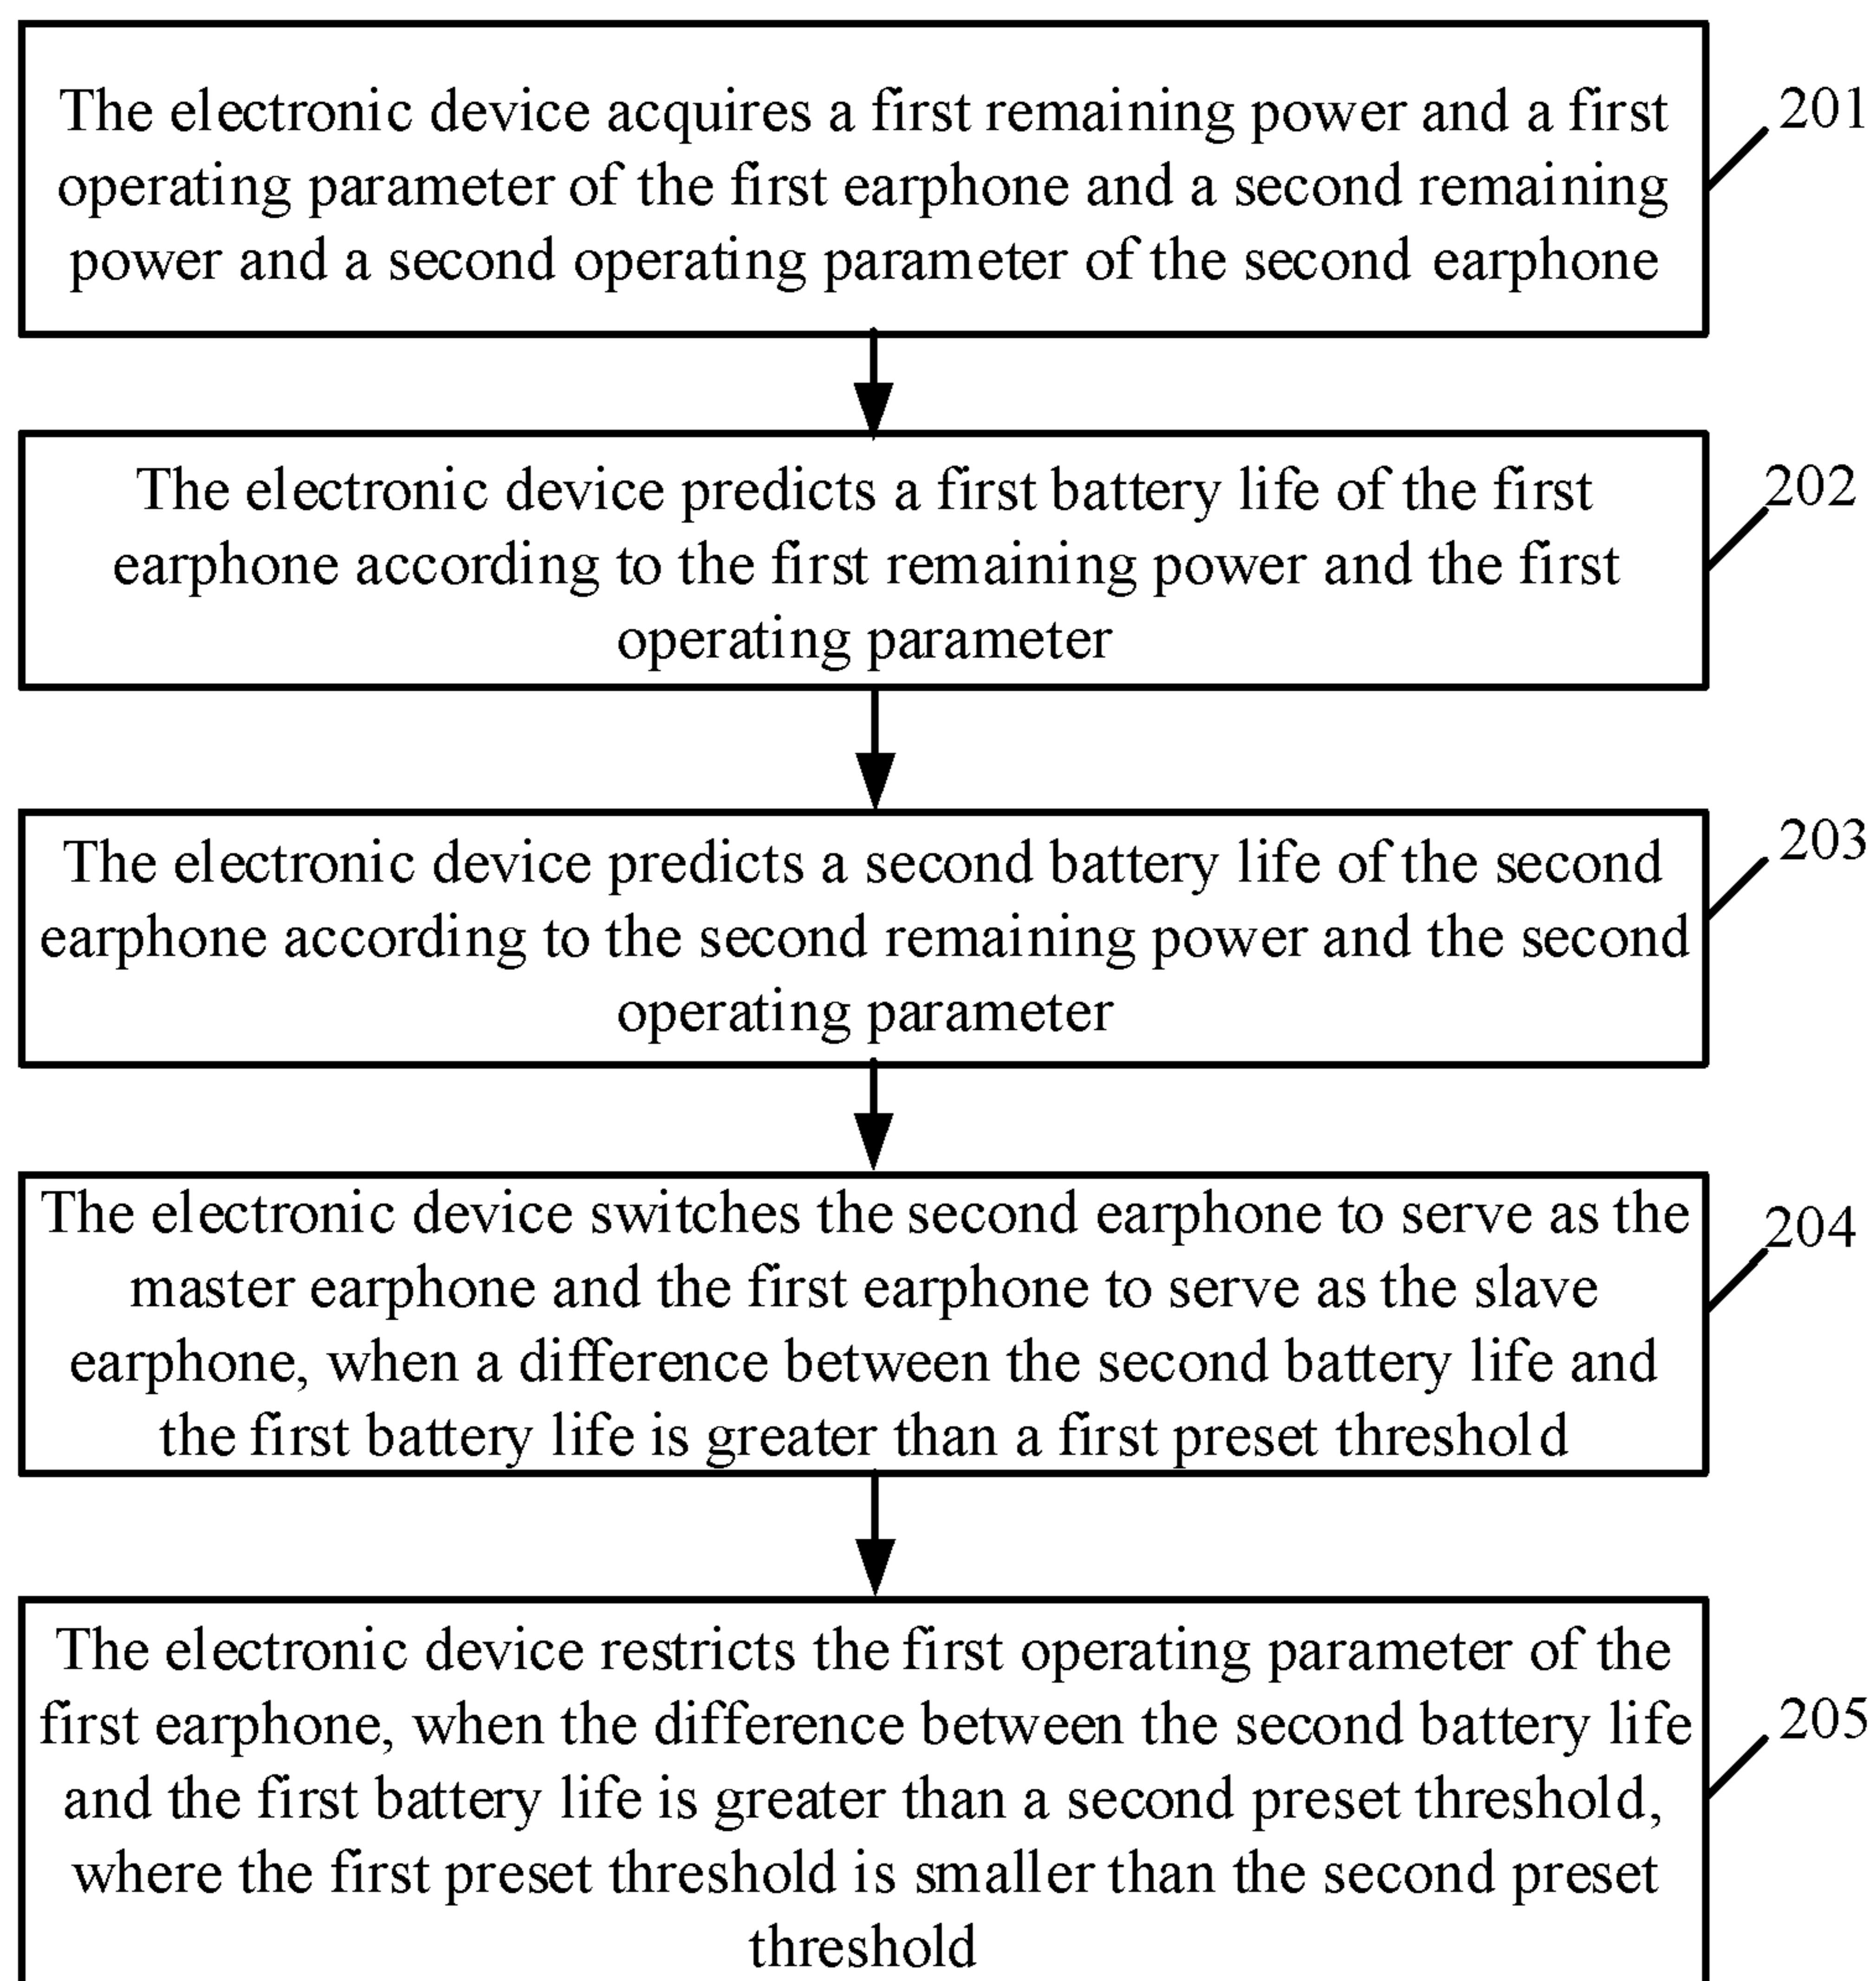 The electronic device acquires a first remaining power and a first
operating parameter of the first earphone and a second remaining
power and a second operating parameter of the second earphone
201
The electronic device predicts a first battery life of the first
earphone according to the first remaining power and the first
operating parameter
202
The electronic device predicts a second battery life of the second
earphone according to the second remaining power and the second
operating parameter
203
The electronic device switches the second earphone to serve as the
master earphone and the first earphone to serve as the slave
earphone, when a difference between the second battery life and
the first battery life is greater than a first preset threshold
204
The electronic device restricts the first operating parameter of the
first earphone, when the difference between the second battery life
and the first battery life is greater than a second preset threshold,
where the first preset threshold is smaller than the second preset
threshold
205